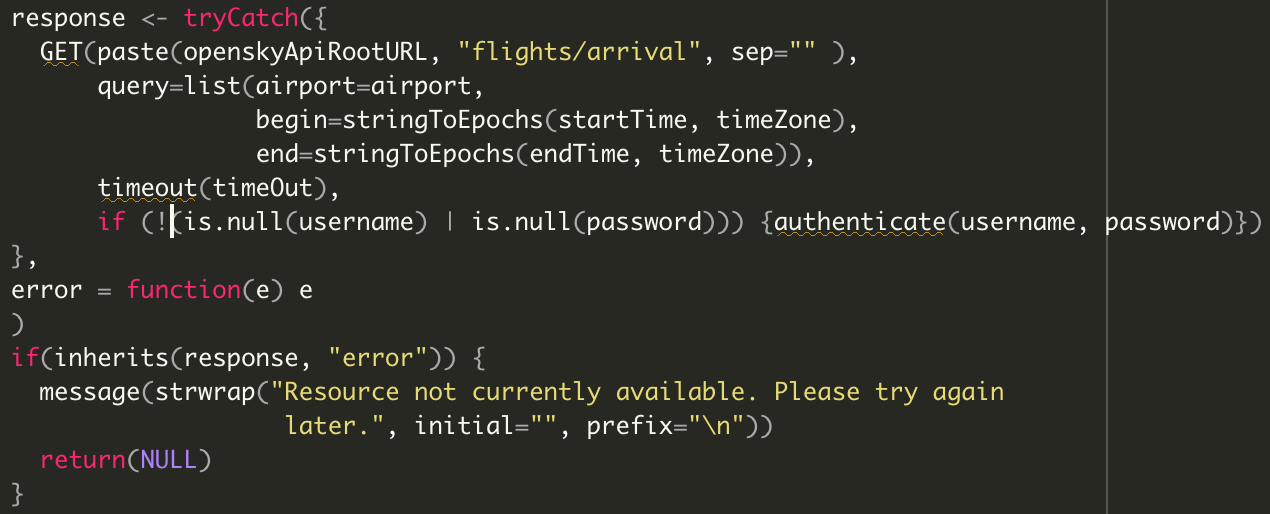 response <- tryCatch({
  GET(paste(openskyApiRootURL, "flights/arrival", sep="" ),
      query=list(airport=airport,
                 begin=stringToEpochs(startTime, timeZone),
                 end=stringToEpochs(endTime, timeZone)),
      timeout(timeOut),
      if (!(is.null(username) | is.null(password))) {authenticate(username, password)})
},
error = function(e) e
)
if(inherits(response, "error")) {
  message(strwrap("Resource not currently available. Please try again
                   later.", initial="", prefix="\n"))
  return(NULL)
}